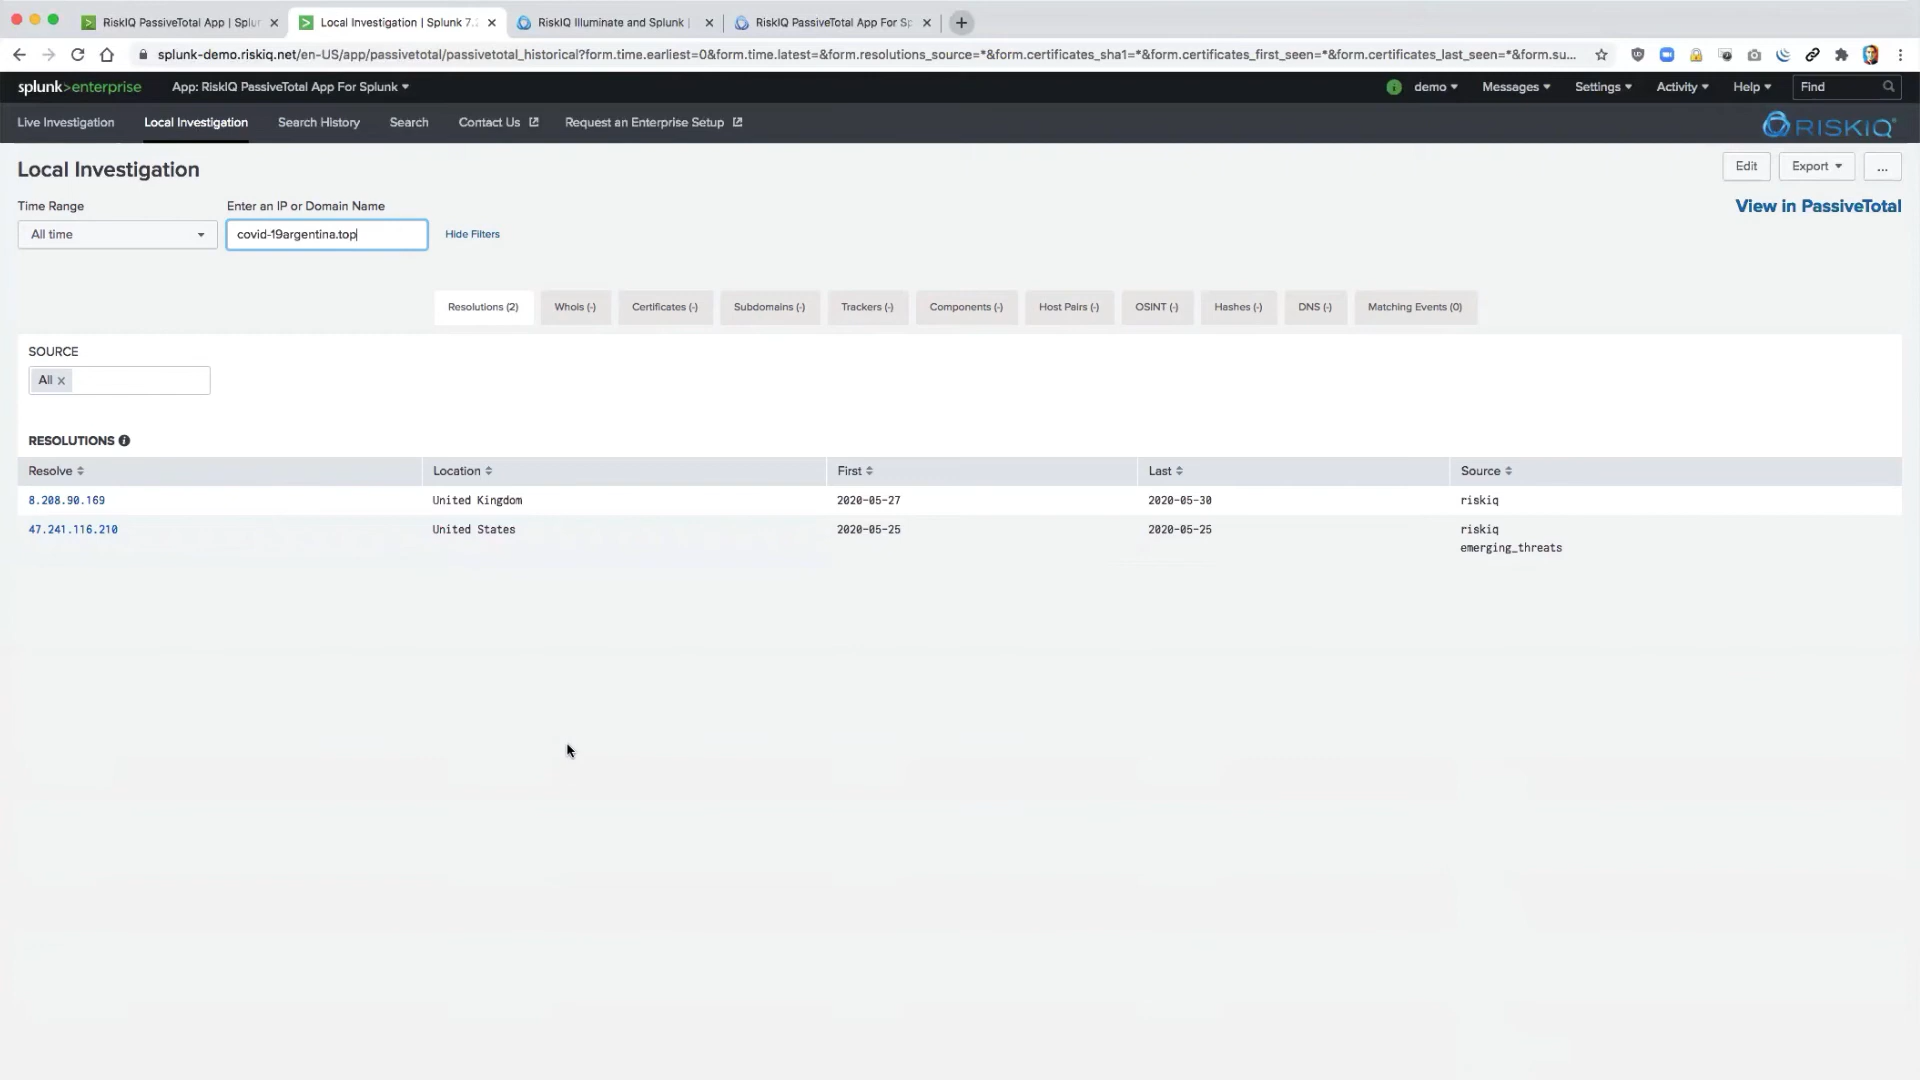 RiskIQ PassiveTotal App | Splun
Local Investigation | Splunk 7.2
RiskIQ Illuminate and Splunk |
RiskIQ PassiveTotal App For Sp
splunk-demo.riskiq.net/en-US/app/passivetotal/passivetotal_historical?form.time.earliest=0&form.time.latest=&form.resolutions_source=*&form.certificates_sha1=*&form.certificates_first_seen=*&form.certificates_last_seen=*&form.su...
splunk>enterprise
App: RiskIQ PassiveTotal App For Splunk
i demo
Messages
Settings
Activity
Help
Find
Live Investigation
Local Investigation
Search History
Search
Contact Us
Request an Enterprise Setup
RISKIQ
Local Investigation
Edit
Export
...
Time Range
Enter an IP or Domain Name
View in PassiveTotal
All time
covid-19argentina.top
Hide Filters
Resolutions (2)
WhoIs (-)
Certificates (-)
Subdomains (-)
Trackers (-)
Components (-)
Host Pairs (-)
OSINT (-)
Hashes (-)
DNS (-)
Matching Events (0)
SOURCE
All x
RESOLUTIONS i
Resolve
Location
First
Last
Source
8.208.90.169
United Kingdom
2020-05-27
2020-05-30
riskiq
47.241.116.210
United States
2020-05-25
2020-05-25
riskiq
emerging_threats